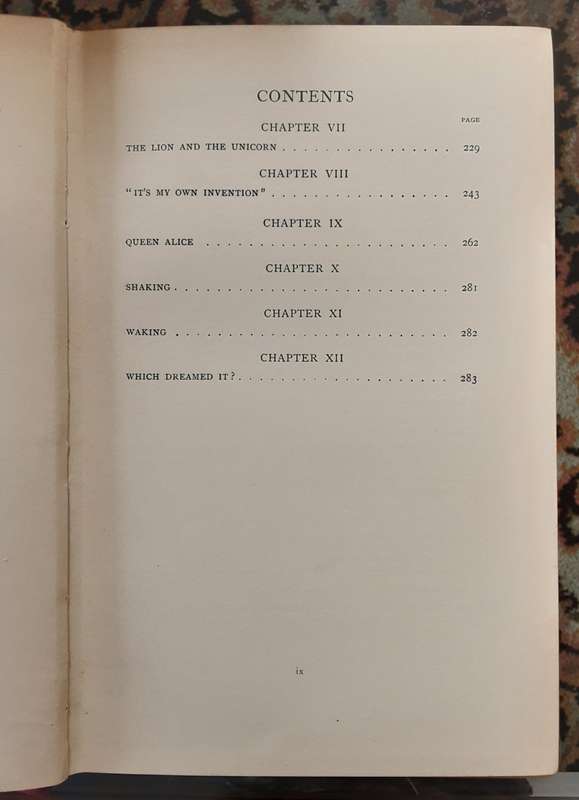 CONTENTS
PAGE
CHAPTER VII
THE LION AND THE UNICORN . . . . . . . . . . . . . . . . 229
CHAPTER VIII
"IT'S MY OWN INVENTION" . . . . . . . . . . . . . . . . . 243
CHAPTER IX
QUEEN ALICE . . . . . . . . . . . . . . . . . . . . . . . 262
CHAPTER X
SHAKING . . . . . . . . . . . . . . . . . . . . . . . . . . 281
CHAPTER XI
WAKING . . . . . . . . . . . . . . . . . . . . . . . . . . 282
CHAPTER XII
WHICH DREAMED IT? . . . . . . . . . . . . . . . . . . . . 283
ix